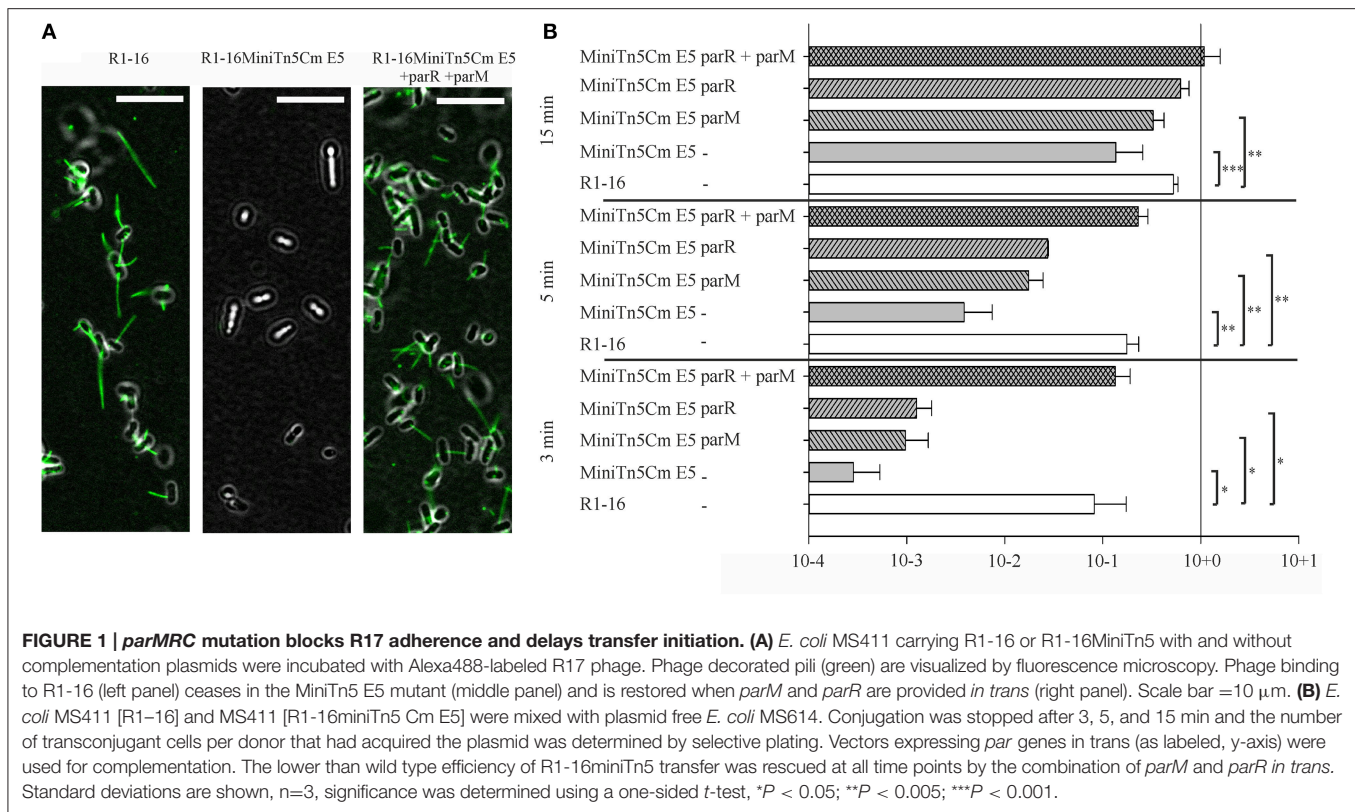 A
R1-16
R1-16MiniTn5Cm E5
R1-16MiniTn5Cm E5
+parR +parM
B
15 min
MiniTn5Cm E5 parR + parM
MiniTn5Cm E5 parR
MiniTn5Cm E5 parM
MiniTn5Cm E5 -
R1-16 -
***
**
5 min
MiniTn5Cm E5 parR + parM
MiniTn5Cm E5 parR
MiniTn5Cm E5 parM
MiniTn5Cm E5 -
R1-16 -
**
**
**
3 min
MiniTn5Cm E5 parR + parM
MiniTn5Cm E5 parR
MiniTn5Cm E5 parM
MiniTn5Cm E5 -
R1-16 -
*
*
*
10-4 10-3 10-2 10-1 10+0 10+1
FIGURE 1 | parMRC mutation blocks R17 adherence and delays transfer initiation. (A) E. coli MS411 carrying R1-16 or R1-16MiniTn5 with and without
complementation plasmids were incubated with Alexa488-labeled R17 phage. Phage decorated pili (green) are visualized by fluorescence microscopy. Phage binding
to R1-16 (left panel) ceases in the MiniTn5 E5 mutant (middle panel) and is restored when parM and parR are provided in trans (right panel). Scale bar =10 μm. (B) E.
coli MS411 [R1–16] and MS411 [R1-16miniTn5 Cm E5] were mixed with plasmid free E. coli MS614. Conjugation was stopped after 3, 5, and 15 min and the number
of transconjugant cells per donor that had acquired the plasmid was determined by selective plating. Vectors expressing par genes in trans (as labeled, y-axis) were
used for complementation. The lower than wild type efficiency of R1-16miniTn5 transfer was rescued at all time points by the combination of parM and parR in trans.
Standard deviations are shown, n=3, significance was determined using a one-sided t-test, *P < 0.05; **P < 0.005; ***P < 0.001.